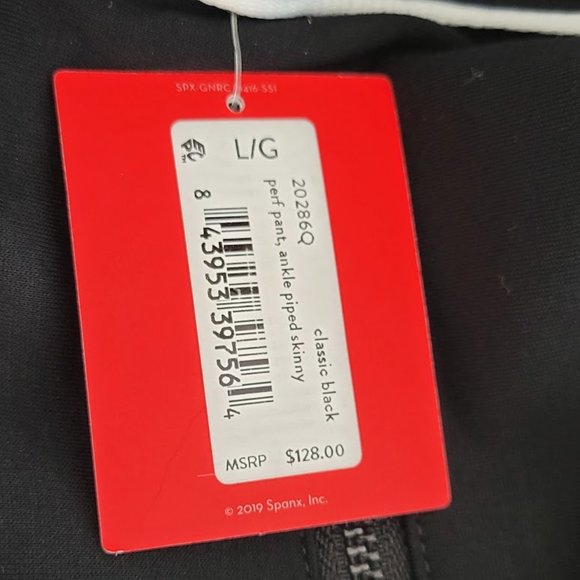 L/G
20286Q
perf pant, ankle piped skinny
classic black
8 43953 39756 4
MSRP $128.00
© 2019 Spanx, Inc.